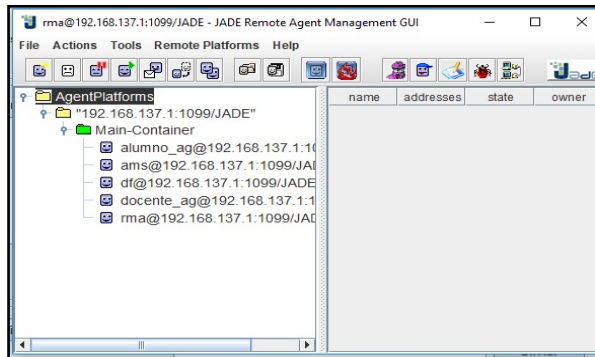 rma@192.168.137.1:1099/JADE - JADE Remote Agent Management GUI
File Actions Tools Remote Platforms Help
AgentPlatforms
name addresses state owner
"192.168.137.1:1099/JADE"
Main-Container
alumno_ag@192.168.137.1:1
ams@192.168.137.1:1099/JA
df@192.168.137.1:1099/JADE
docente_ag@192.168.137.1:1
rma@192.168.137.1:1099/JA